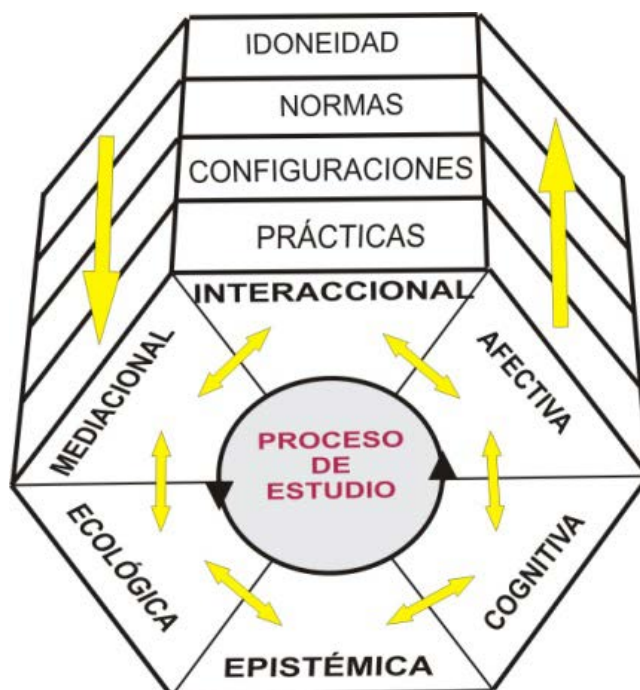 IDONEIDAD
NORMAS
CONFIGURACIONES
PRÁCTICAS
INTERACCIONAL
MEDIACIONAL
AFECTIVA
PROCESO
DE
ESTUDIO
ECOLÓGICA
COGNITIVA
EPISTÉMICA